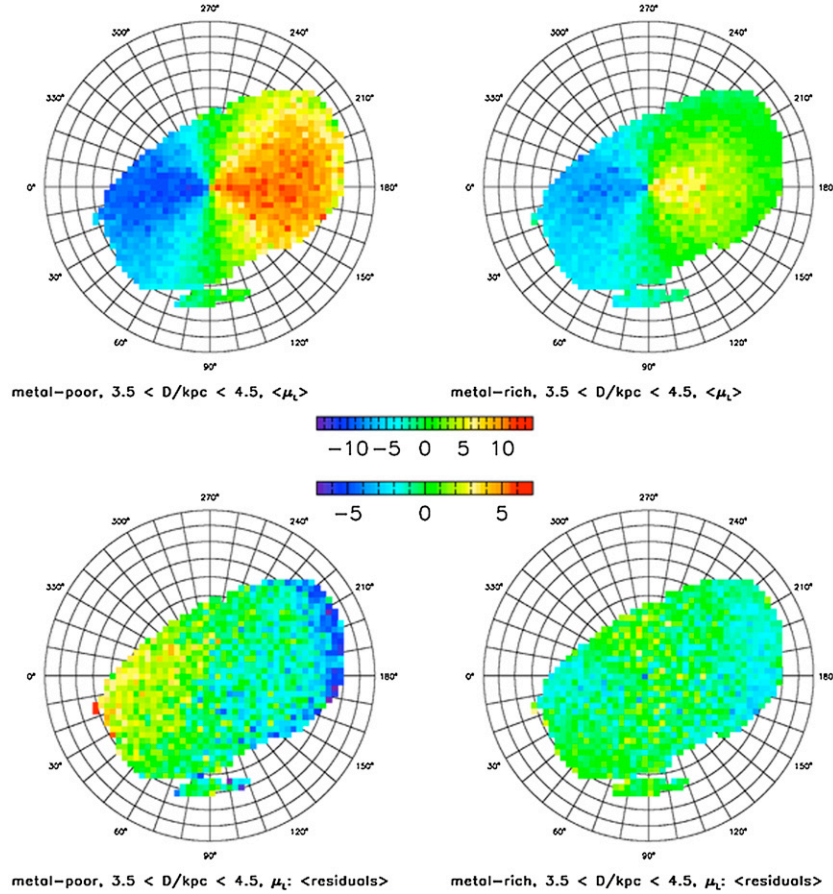 270° 270°
300° 240° 300° 240°
330° 210° 330° 210°
0° 180° 0° 180°
30° 150° 30° 150°
60° 120° 60° 120°
90° 90°
metal-poor, 3.5 < D/kpc < 4.5, <μ_L> metal-rich, 3.5 < D/kpc < 4.5, <μ_L>
-10 -5 0 5 10
-5 0 5
270° 270°
300° 240° 300° 240°
330° 210° 330° 210°
0° 180° 0° 180
30° 150° 30° 150°
60° 120° 60° 120°
90° 90°
metal-poor, 3.5 < D/kpc < 4.5, μ_L: <residuals> metal-rich, 3.5 < D/kpc < 4.5, μ_L: <residuals>